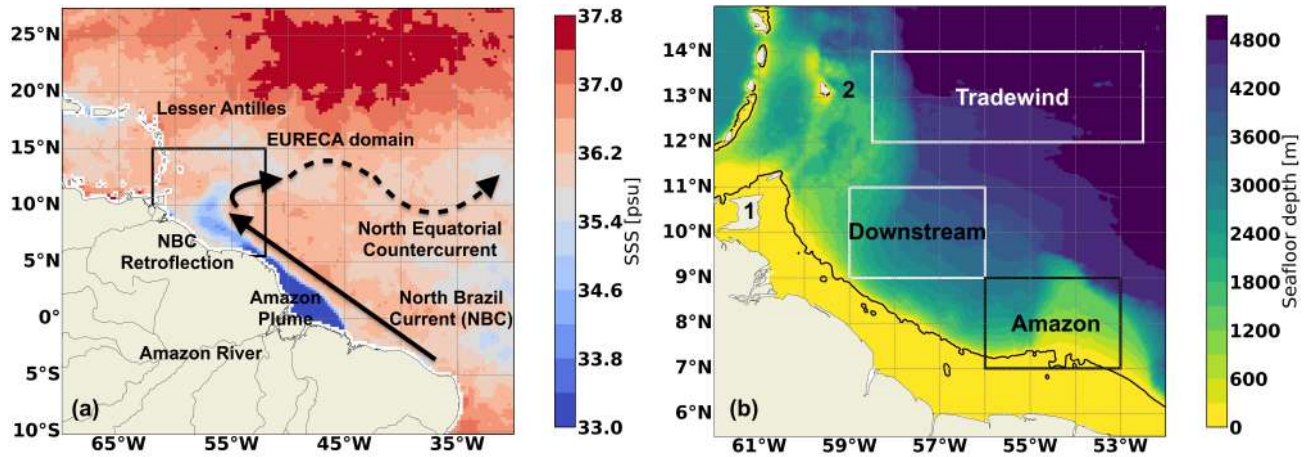 25°N
20°N
15°N
10°N
5°N
0°
5°S
10°S
65°W
55°W
45°W
35°W
Lesser Antilles
EURECA domain
North Equatorial
Countercurrent
NBC
Retroflection
Amazon
Plume
North Brazil
Current (NBC)
Amazon River
(a)
37.8
37.0
36.2
35.4
34.6
33.8
33.0
SSS [psu]
14°N
13°N
12°N
11°N
10°N
9°N
8°N
7°N
6°N
61°W
59°W
57°W
55°W
53°W
2
Tradewind
1
Downstream
Amazon
(b)
4800
4200
3600
3000
2400
1800
1200
600
0
Seafloor depth [m]